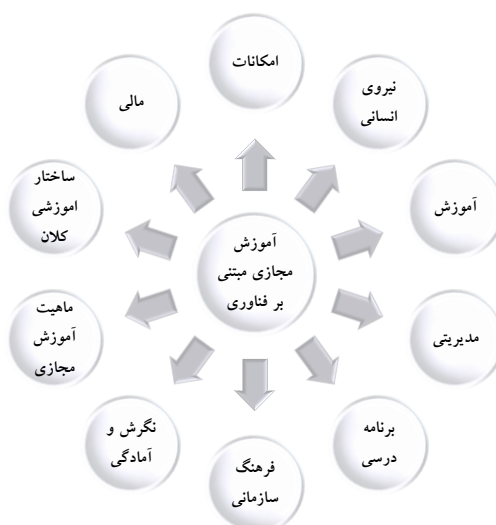 امکانات
نیروی
انسانی
آموزش
مدیریتی
برنامه
درسی
فرهنگ
سازمانی
نگرش و
آمادگی
ماهیت
آموزش
مجازی
ساختار
اموزشی
کلان
مالی
آموزش
مجازی مبتنی
بر فناوری